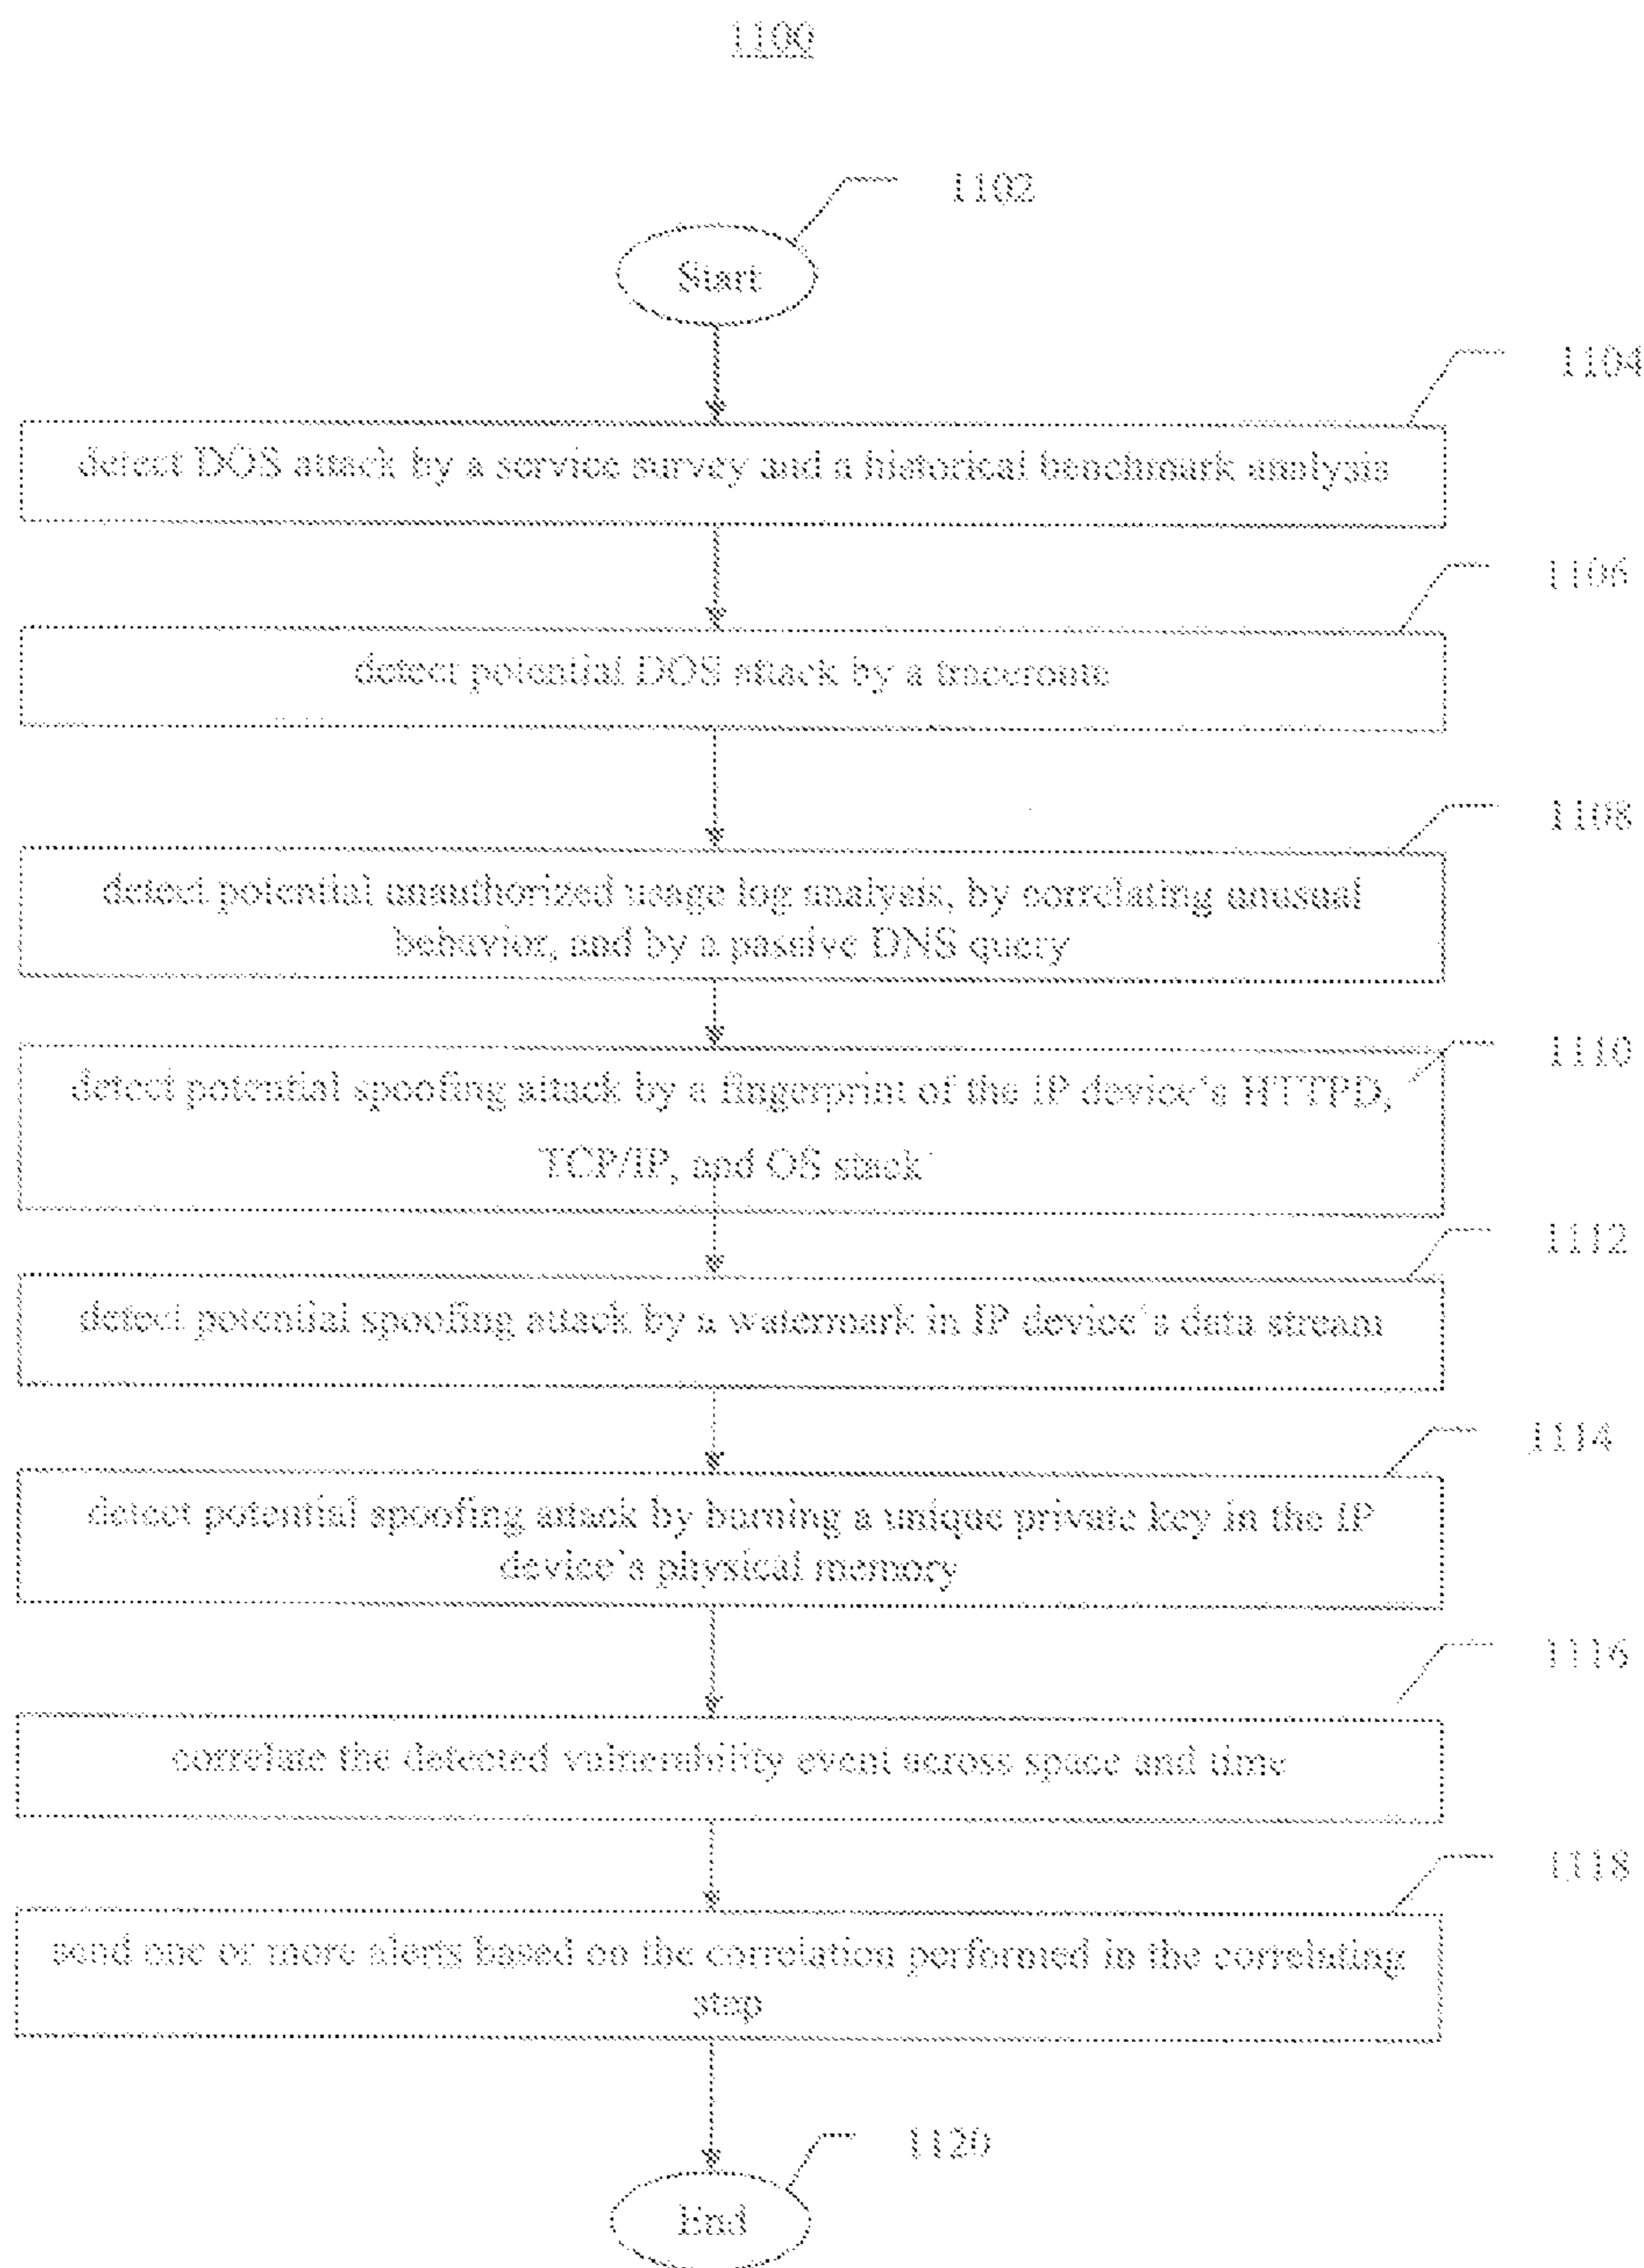 1100
1102
Start
1104
detect DOS attack by a service survey and a historical benchmark analysis
1106
detect potential DOS attack by a traceroute
1108
detect potential unauthorized usage log analysis, by correlating unusual
behavior, and by a passive DNS query
1110
detect potential spoofing attack by a fingerprint of the IP device's HTTPD,
TCP/IP, and OS stack
1112
detect potential spoofing attack by a watermark in IP device's data stream
1114
detect potential spoofing attack by burning a unique private key in the IP
device's physical memory
1116
correlate the detected vulnerability event across space and time
1118
send one or more alerts based on the correlation performed in the correlating
step
1120
End